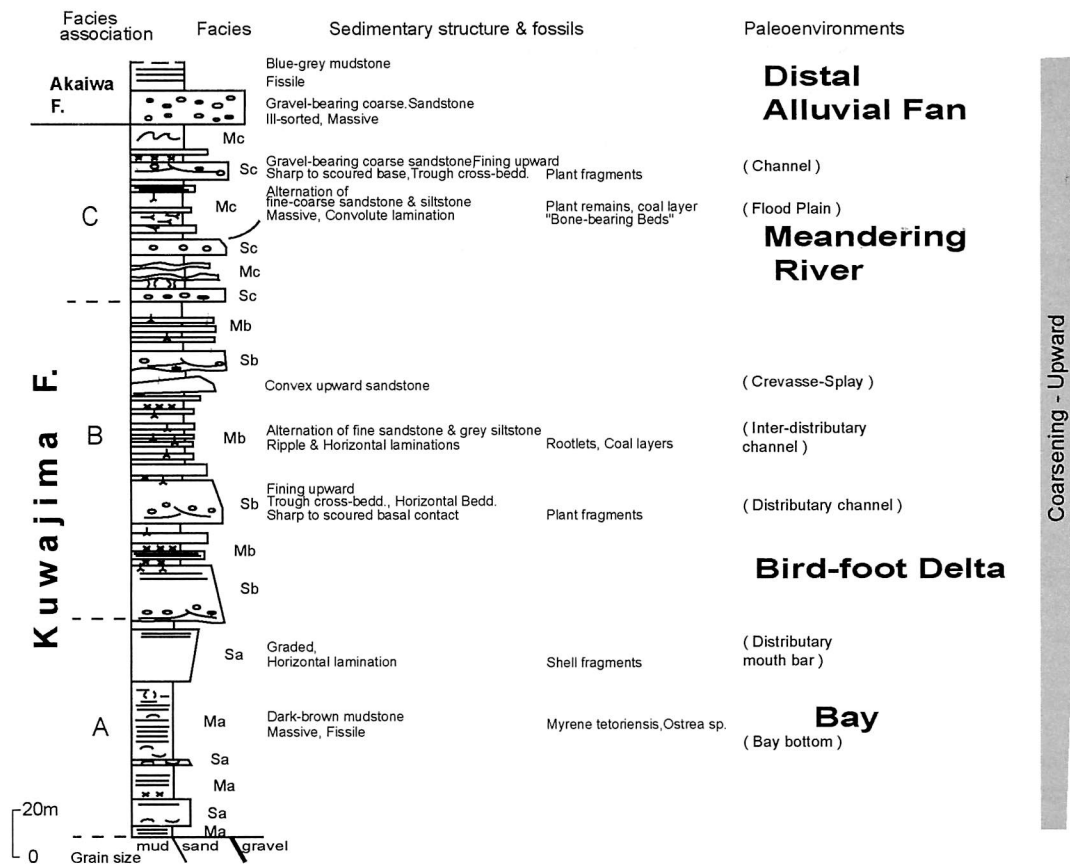 Facies association
Facies
Sedimentary structure & fossils
Paleoenvironments
Akaiwa F.
Blue-grey mudstone
Fissile
Gravel-bearing coarse.Sandstone
Ill-sorted, Massive
Distal
Alluvial Fan
Mc
Sc
Gravel-bearing coarse sandstone,Fining upward
Sharp to scoured base,Trough cross-bedd.
Plant fragments
( Channel )
C
Mc
Alternation of
fine-coarse sandstone & siltstone
Massive, Convolute lamination
Plant remains, coal layer
"Bone-bearing Beds"
( Flood Plain )
Meandering
River
Sc
Mc
Sc
Kuwajima F.
B
Mb
Sb
Convex upward sandstone
( Crevasse-Splay )
Mb
Alternation of fine sandstone & grey siltstone
Ripple & Horizontal laminations
Rootlets, Coal layers
( Inter-distributary
channel )
Sb
Fining upward
Trough cross-bedd., Horizontal Bedd.
Sharp to scoured basal contact
Plant fragments
( Distributary channel )
Mb
Sb
Bird-foot Delta
A
Sa
Graded,
Horizontal lamination
Shell fragments
( Distributary
mouth bar )
Ma
Dark-brown mudstone
Massive, Fissile
Myrene tetoriensis,Ostrea sp.
Bay
( Bay bottom )
Sa
Ma
Sa
Ma
20m
0
Grain size
mud
sand
gravel
Coarsening - Upward